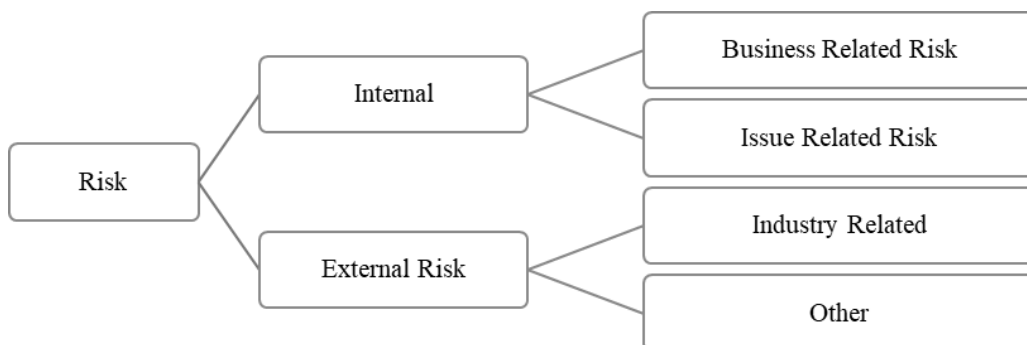 Business Related Risk
Internal
Issue Related Risk
Risk
Industry Related
External Risk
Other